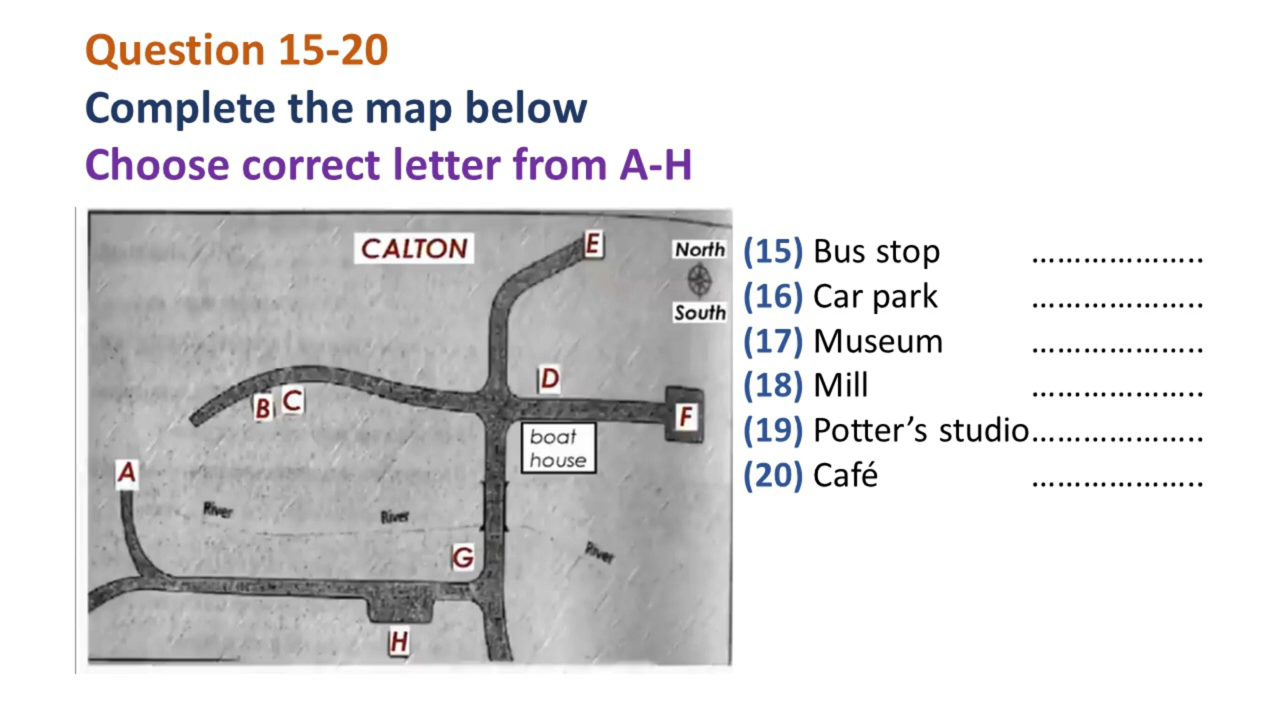 Question 15-20
Complete the map below
Choose correct letter from A-H
CALTON
E
North
South
D
B
C
F
boat
house
A
River
River
River
G
H
(15) Bus stop ………………..
(16) Car park ………………..
(17) Museum ………………..
(18) Mill ………………..
(19) Potter’s studio………………..
(20) Café ………………..